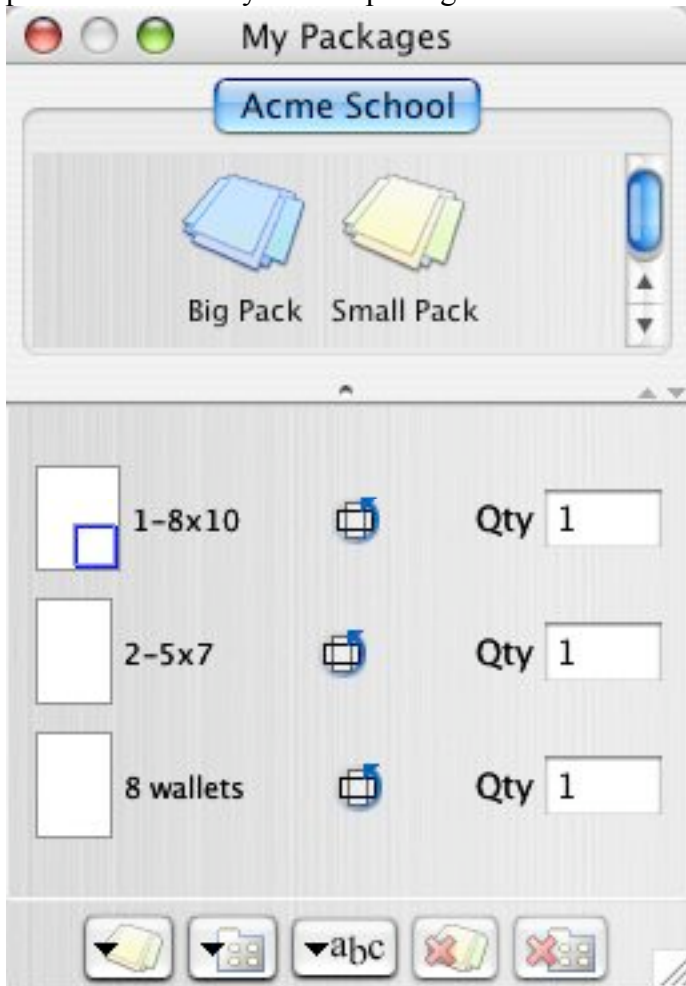 My Packages
Acme School
Big Pack Small Pack
1-8x10 Qty 1
2-5x7 Qty 1
8 wallets Qty 1
abc